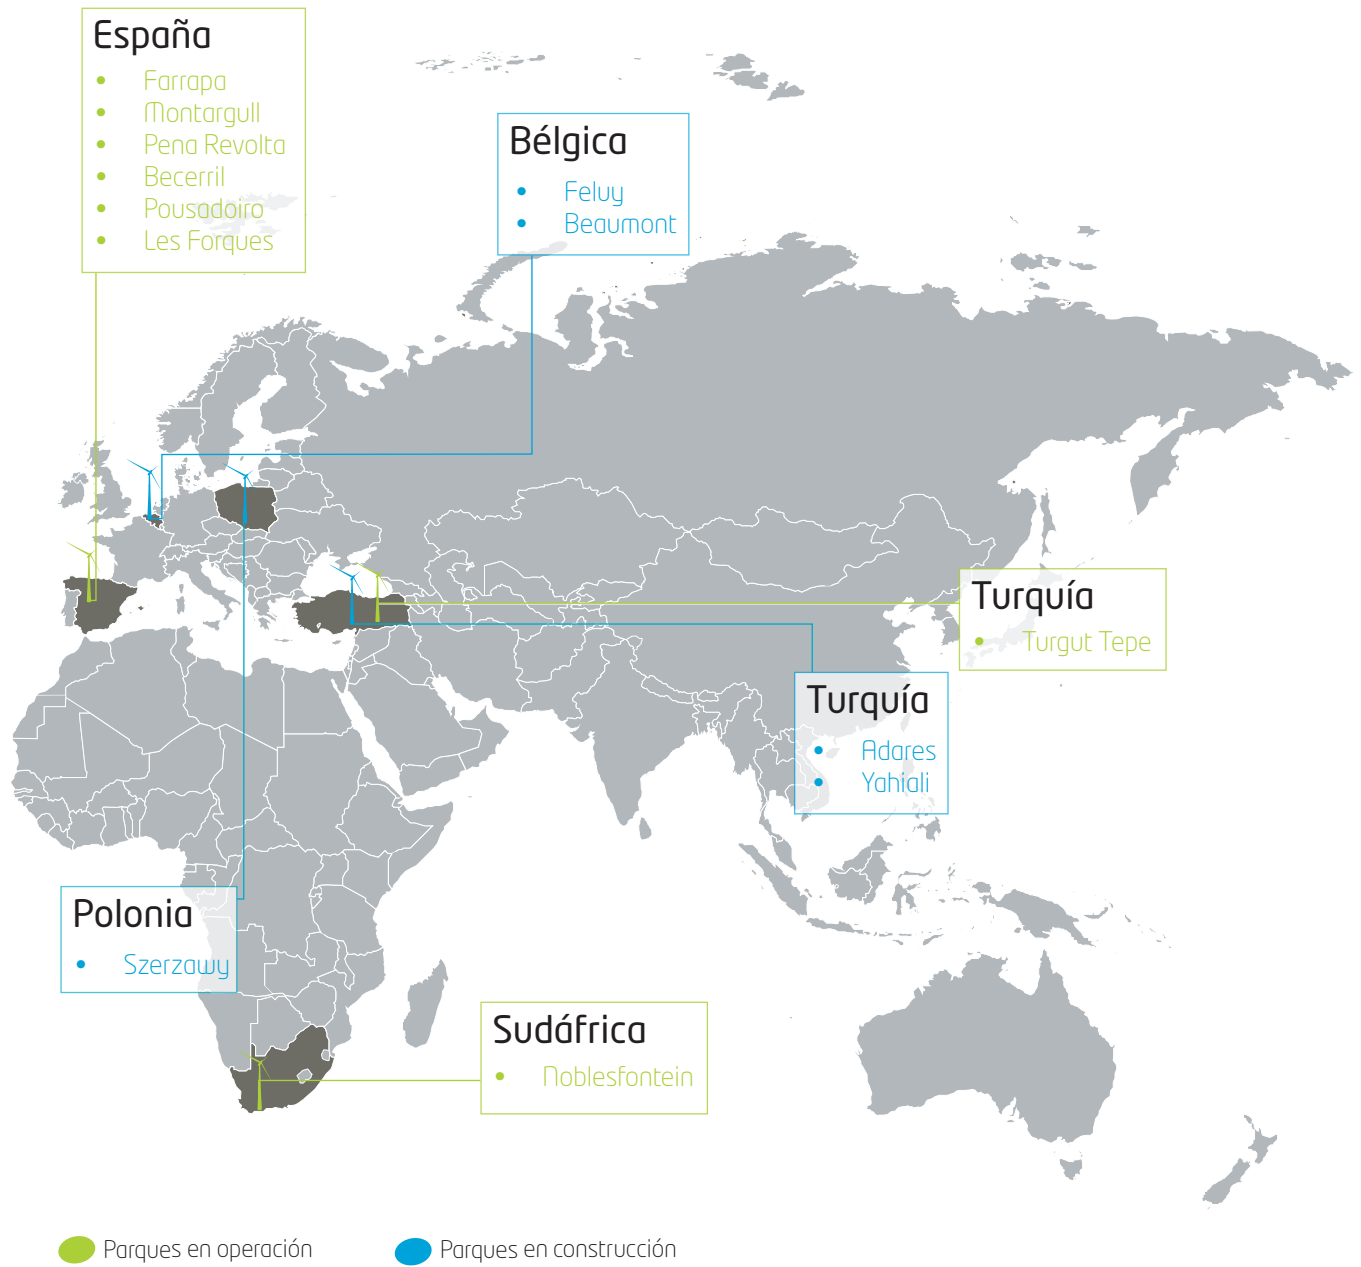 España
• Farrapa
• Montargull
• Pena Revolta
• Becerril
• Pousadoiro
• Les Forques
Bélgica
• Feluy
• Beaumont
Turquía
• Turgut Tepe
Turquía
• Adares
• Yahiali
Polonia
• Szerzawy
Sudáfrica
• Noblesfontein
Parques en operación
Parques en construcción